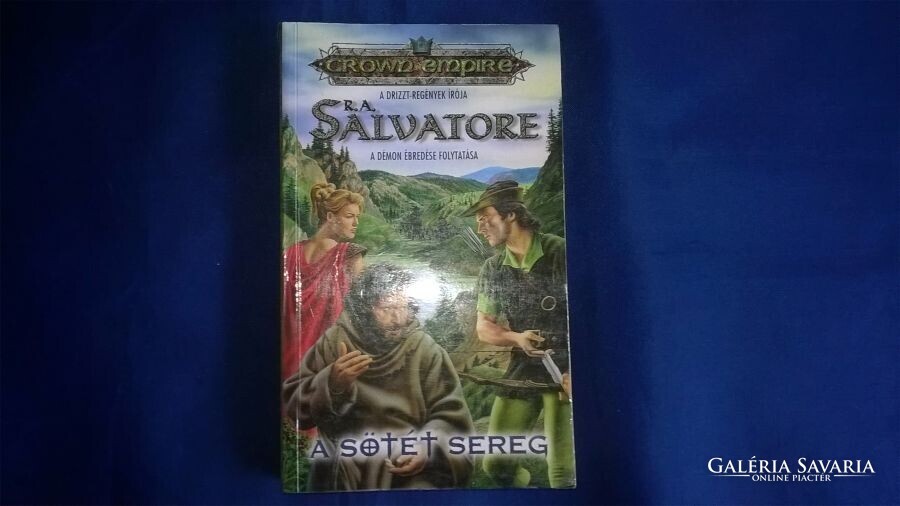 CROWN EMPIRE
A DRIZZT-REGÉNYEK ÍRÓJA
R.A.
SALVATORE
A DÉMON ÉBREDÉSE FOLYTATÁSA
A SÖTÉT SEREG
GALÉRIA SAVARIA
ONLINE PIACTÉR